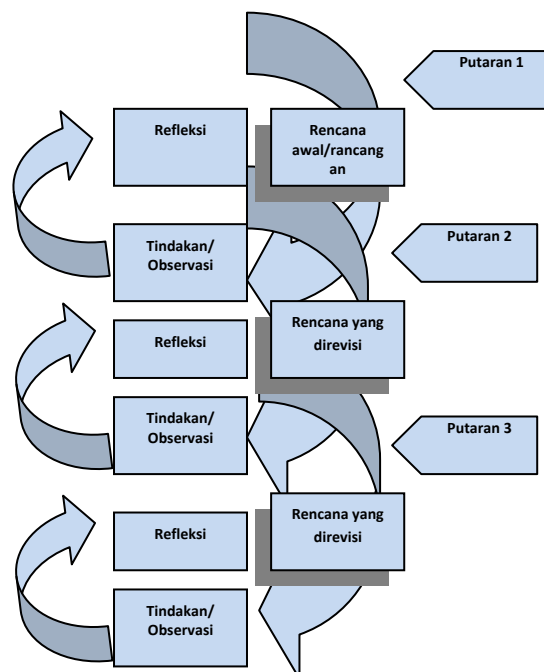 Putaran 1
Refleksi
Rencana
awal/rancang
an
Tindakan/
Observasi
Putaran 2
Refleksi
Rencana yang
direvisi
Tindakan/
Observasi
Putaran 3
Refleksi
Rencana yang
direvisi
Tindakan/
Observasi